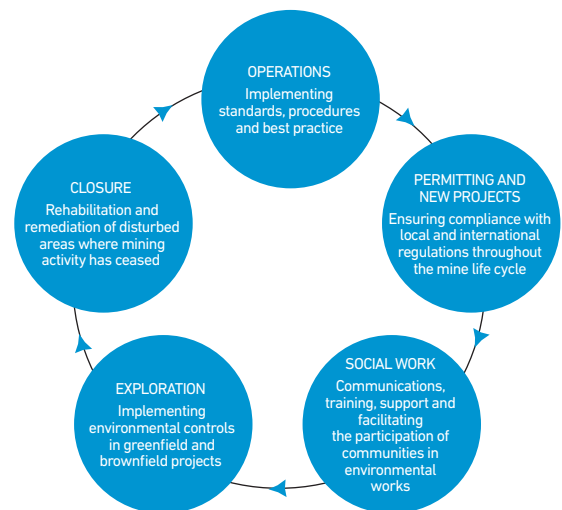 OPERATIONS
Implementing
standards, procedures
and best practice
PERMITTING AND
NEW PROJECTS
Ensuring compliance with
local and international
regulations throughout
the mine life cycle
SOCIAL WORK
Communications,
training, support and
facilitating
the participation of
communities in
environmental
works
EXPLORATION
Implementing
environmental controls
in greenfield and
brownfield projects
CLOSURE
Rehabilitation and
remediation of disturbed
areas where mining
activity has ceased